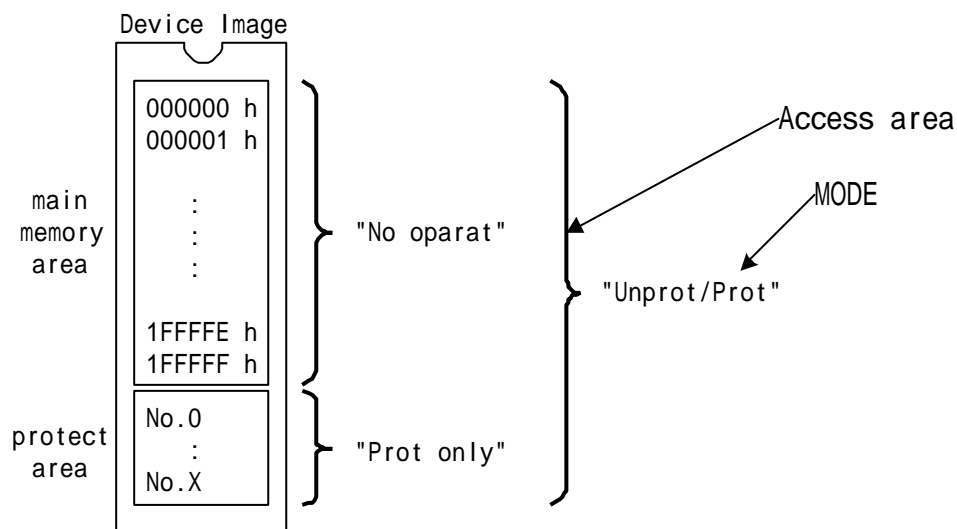 Device Image
000000 h
000001 h
Access area
main
memory
area
:
:
:
MODE
"No oparat"
"Unprot/Prot"
1FFFFE h
1FFFFF h
protect
area
No.0
:
No.X
"Prot only"